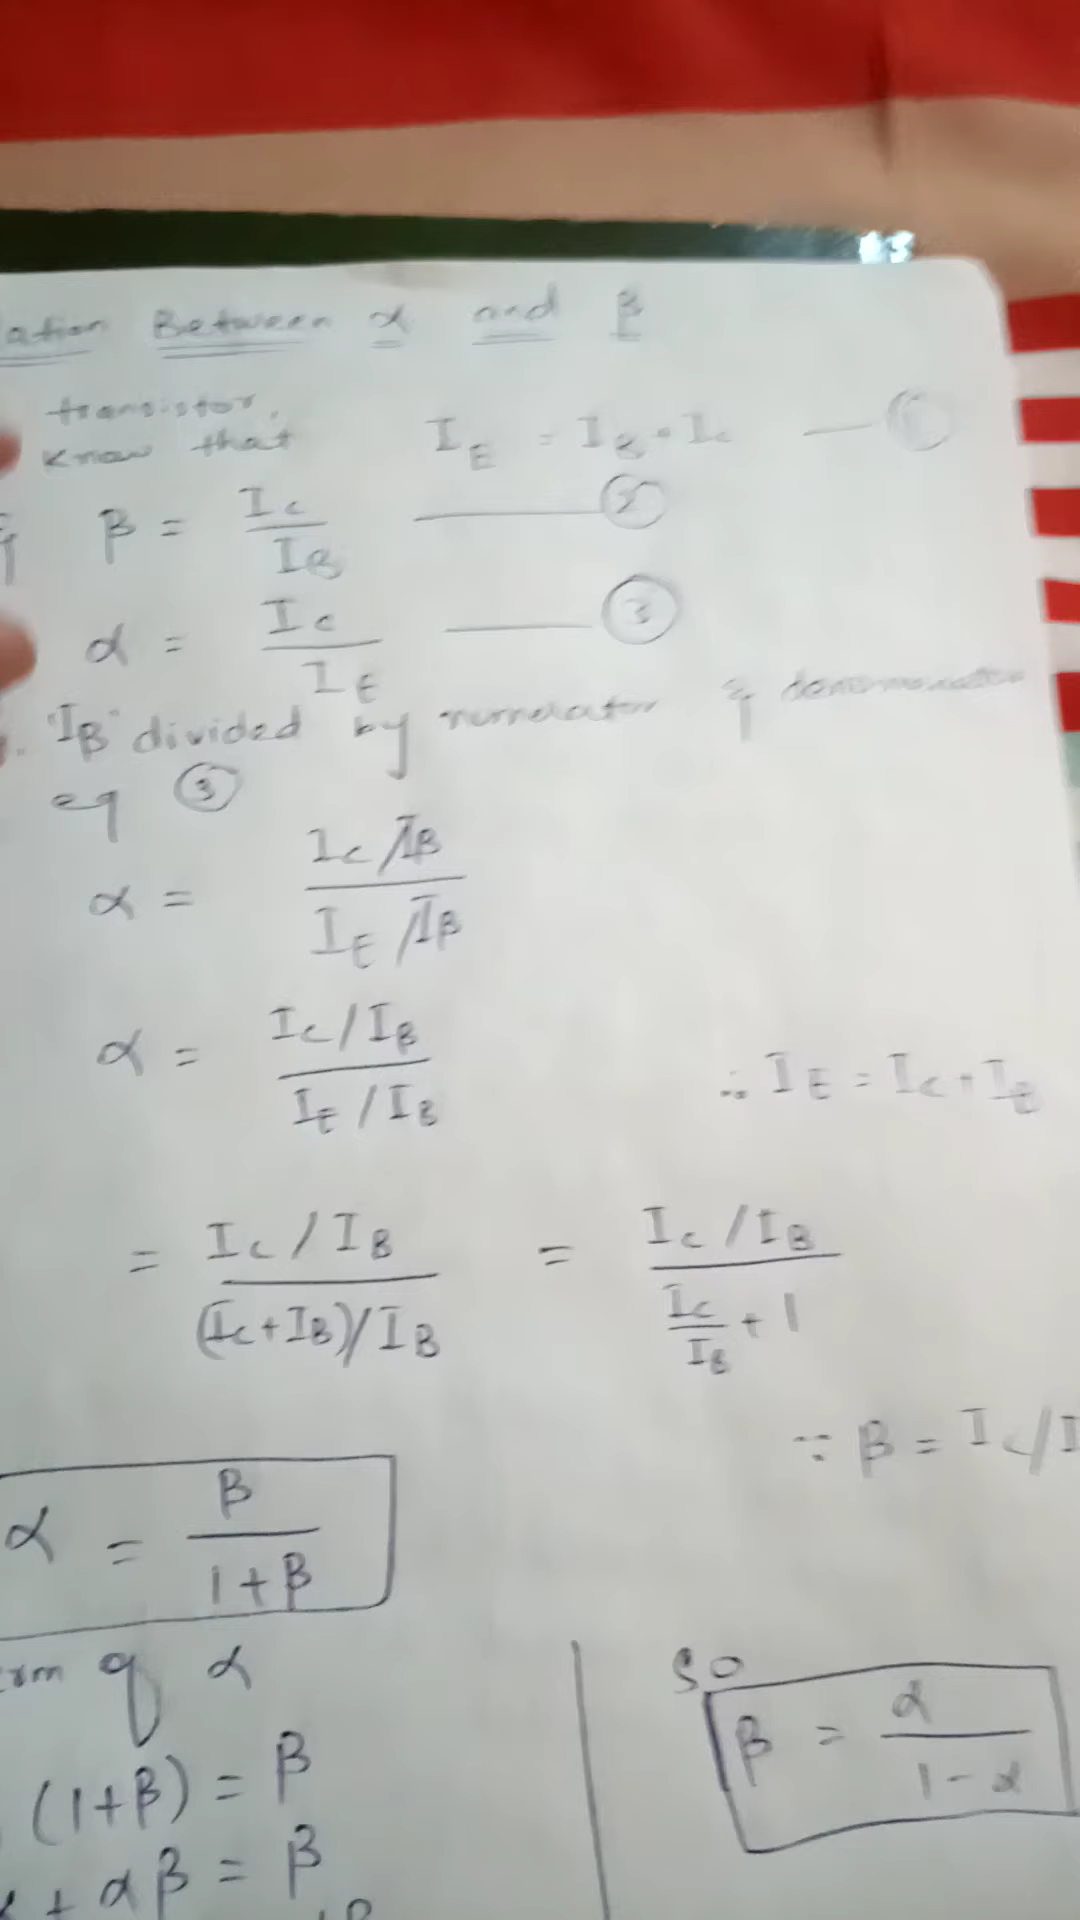 ation Between α and β
transistor,
know that I_E = I_B + I_C — ①
β = I_C / I_B — ②
α = I_C / I_E — ③
"I_B" divided by numerator & denominator
eq ③
α = (I_C / I_B) / (I_E / I_B)
α = (I_C / I_B) / (I_E / I_B) ∴ I_E = I_C + I_B
= (I_C / I_B) / ((I_C + I_B) / I_B) = (I_C / I_B) / (I_C / I_B + 1)
∵ β = I_C / I
α = β / (1 + β)
erm of α
(1+β) = β
+ αβ = β
so
β = α / (1 - α)